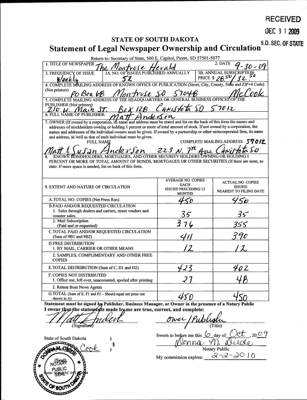 RECEIVED
DEC 31 2009
S.D. SEC. OF STATE
STATE OF SOUTH DAKOTA
Statement of Legal Newspaper Ownership and Circulation
Return to: Secretary of State, 500 E. Capitol, Pierre, SD 57501-5077
1. TITLE OF NEWSPAPER The Montrose Herald
2. DATE 9-30-09
3. FREQUENCY OF ISSUE Weekly
3A. NO. OF ISSUES PUBLISHED ANNUALLY 52
3B. ANNUAL SUBSCRIPTION PRICE
4. COMPLETE MAILING ADDRESS OF KNOWN OFFICE OF PUBLICATION (Street, City, County, State and ZIP+4 Code) (Not printers)
PO Box Montrose SD 57048 McCook
5. COMPLETE MAILING ADDRESS OF THE HEADQUARTERS OF GENERAL BUSINESS OFFICE OF THE PUBLISHER (Not printers)
210 W. Main St. Box 128 Canistota SD 57012
6. FULL NAME OF PUBLISHER: Matt Anderson
7. OWNER (If owned by a corporation, its name and address must be stated and also on the back of this form the names and addresses of stockholders owning or holding 1 percent or more of total amount of stock. If not owned by a corporation, the names and addresses of the individual owners must be given. If owned by a partnership or other unincorporated firm, its name and address, as well as that of each individual must be given.
FULL NAME
COMPLETE MAILING ADDRESS 57012
Matt & Susan Anderson 223 N. 7th Ave Canistota SD
8. KNOWN BONDHOLDERS, MORTGAGES, AND OTHER SECURITY HOLDERS OWNING OR HOLDING 1 PERCENT OR MORE OF TOTAL AMOUNT OF BONDS, MORTGAGES OR OTHER SECURITIES (If there are none, so state. If more space is needed, list on back of this form.
9. EXTENT AND NATURE OF CIRCULATION
AVERAGE NO. COPIES EACH ISSUED PRECEDING 12 MONTHS
ACTUAL NO. COPIES ISSUED NEAREST TO FILING DATE
A. TOTAL NO. COPIES (Net Press Run) 450 450
B. PAID AND/OR REQUESTED CIRCULATION
1. Sales through dealers and carriers, street vendors and counter sales. 35 35
2. Mail Subscription (Paid and or requested) 376 355
C. TOTAL PAID AND/OR REQUESTED CIRCULATION (Sum of 9B1 and 9B2) 411 390
D. FREE DISTRIBUTION
1. BY MAIL, CARRIER OR OTHER MEANS 12 12
2. SAMPLES, COMPLIMENTARY AND OTHER FREE COPIES
E. TOTAL DISTRIBUTION (Sum of C, D1 and D2) 423 402
F. COPIES NOT DISTRIBUTED
1. Office use, left over, unaccounted, spoiled after printing 27 48
2. Return from News Agents
G. TOTAL (Sum of E, F1 and F2 - Should equal net press run shown in A) 450 450
Statement must be signed by Publisher, Business Manager, or Owner in the presence of a Notary Public
I swear that the statements made by me are true, correct, and complete:
Matt Anderson owner/Publisher
(Signature) (Title)
State of South Dakota
Sworn to before me this 6 day of Oct. 2009
Donna M.
Notary Public
My commission expires: 2-2-2010
NOTARY PUBLIC
SOUTH DAKOTA